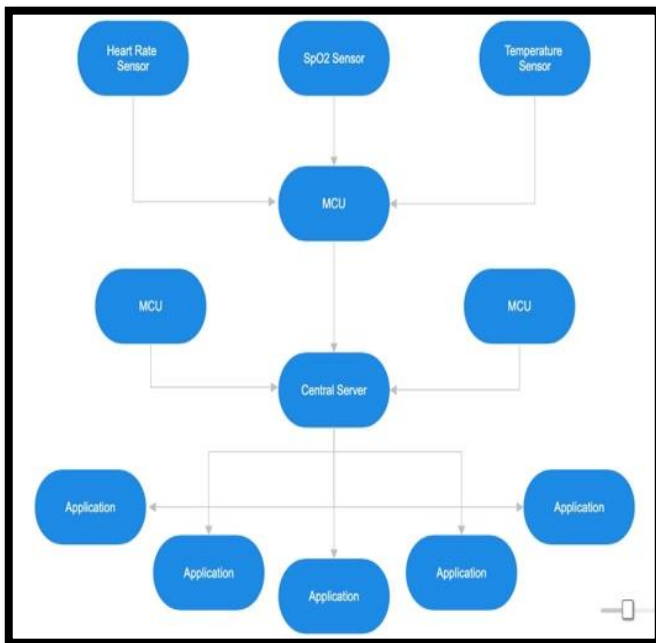 Heart Rate
Sensor
SpO2 Sensor
Temperature
Sensor
MCU
MCU
MCU
Central Server
Application
Application
Application
Application
Application